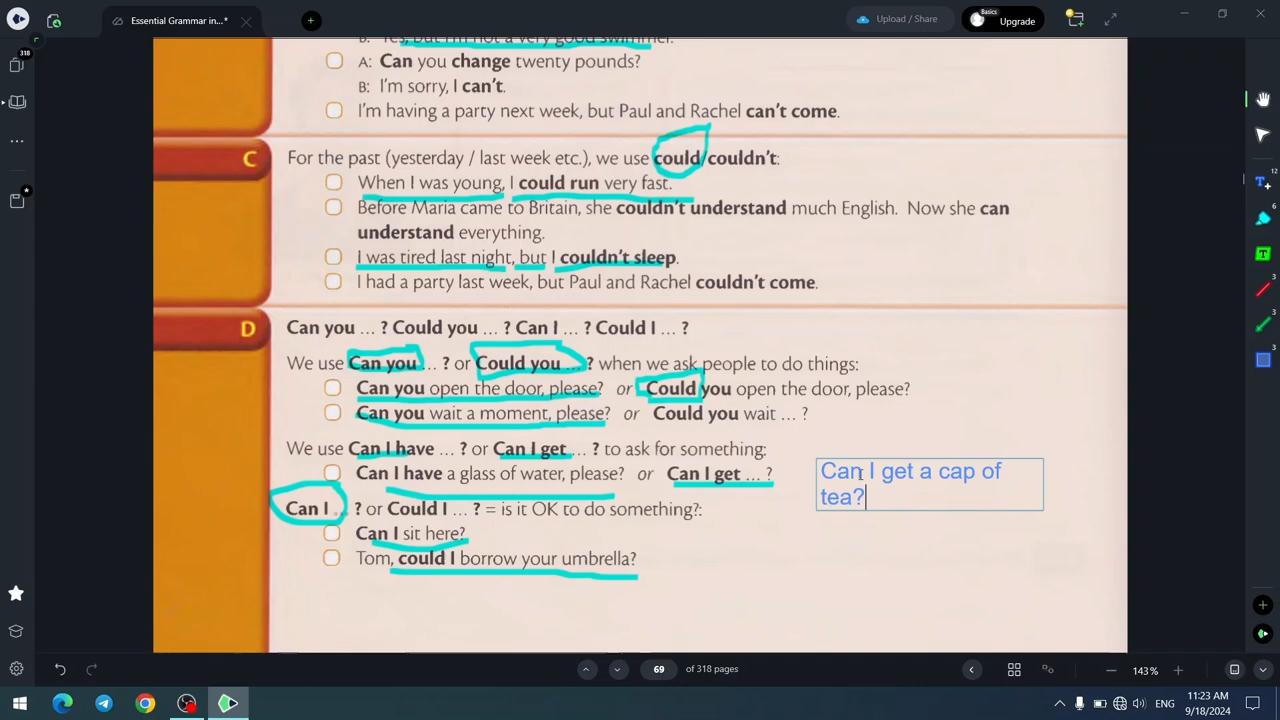 Essential Grammar in...*
Upload / Share
Basics
Upgrade
318
B: Yes, but I'm not a very good swimmer.
A: Can you change twenty pounds?
B: I'm sorry, I can't.
I'm having a party next week, but Paul and Rachel can't come.
C
For the past (yesterday / last week etc.), we use could/couldn't:
When I was young, I could run very fast.
Before Maria came to Britain, she couldn't understand much English. Now she can
understand everything.
I was tired last night, but I couldn't sleep.
I had a party last week, but Paul and Rachel couldn't come.
D
Can you ... ? Could you ... ? Can I ... ? Could I ... ?
We use Can you ... ? or Could you ... ? when we ask people to do things:
Can you open the door, please? or Could you open the door, please?
Can you wait a moment, please? or Could you wait ... ?
We use Can I have ... ? or Can I get ... ? to ask for something:
Can I have a glass of water, please? or Can I get ... ?
Can I get a cap of
tea?
Can I ... ? or Could I ... ? = is it OK to do something?:
Can I sit here?
Tom, could I borrow your umbrella?
12
6
3
3
3
69 of 318 pages
143%
ENG
11:23 AM
9/18/2024